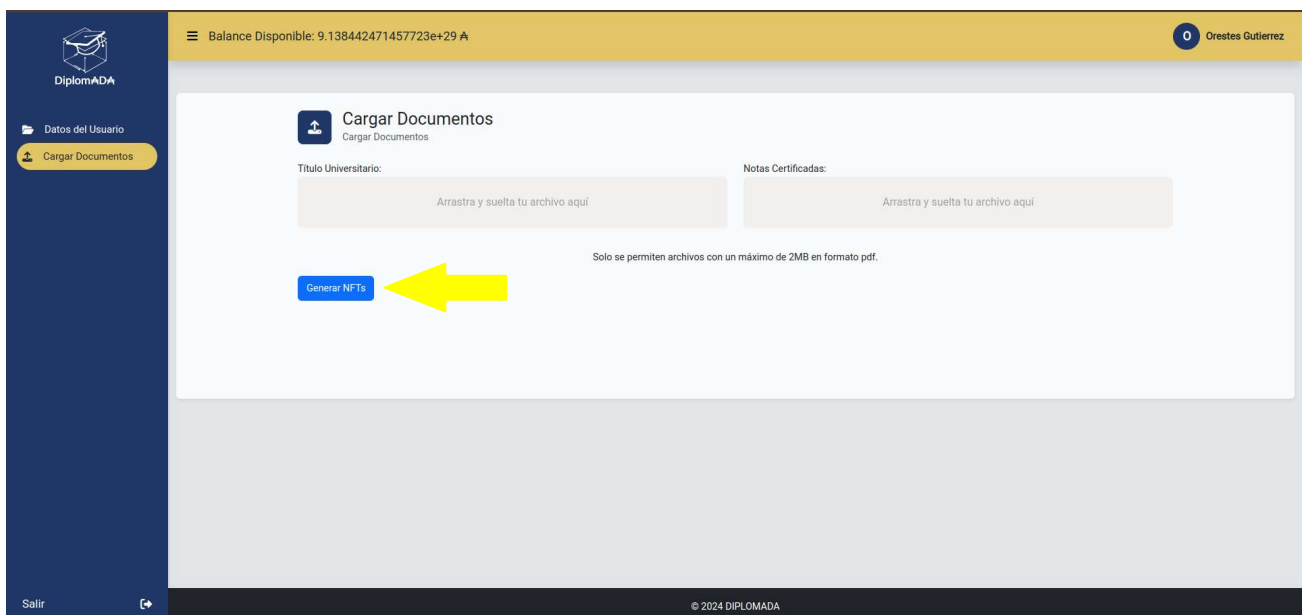 DiplomADA
Balance Disponible: 9.138442471457723e+29 ₳
O Orestes Gutierrez
Datos del Usuario
Cargar Documentos
Cargar Documentos
Cargar Documentos
Título Universitario:
Notas Certificadas:
Arrastra y suelta tu archivo aquí
Arrastra y suelta tu archivo aquí
Solo se permiten archivos con un máximo de 2MB en formato pdf.
Generar NFTs
Salir
© 2024 DIPLOMADA